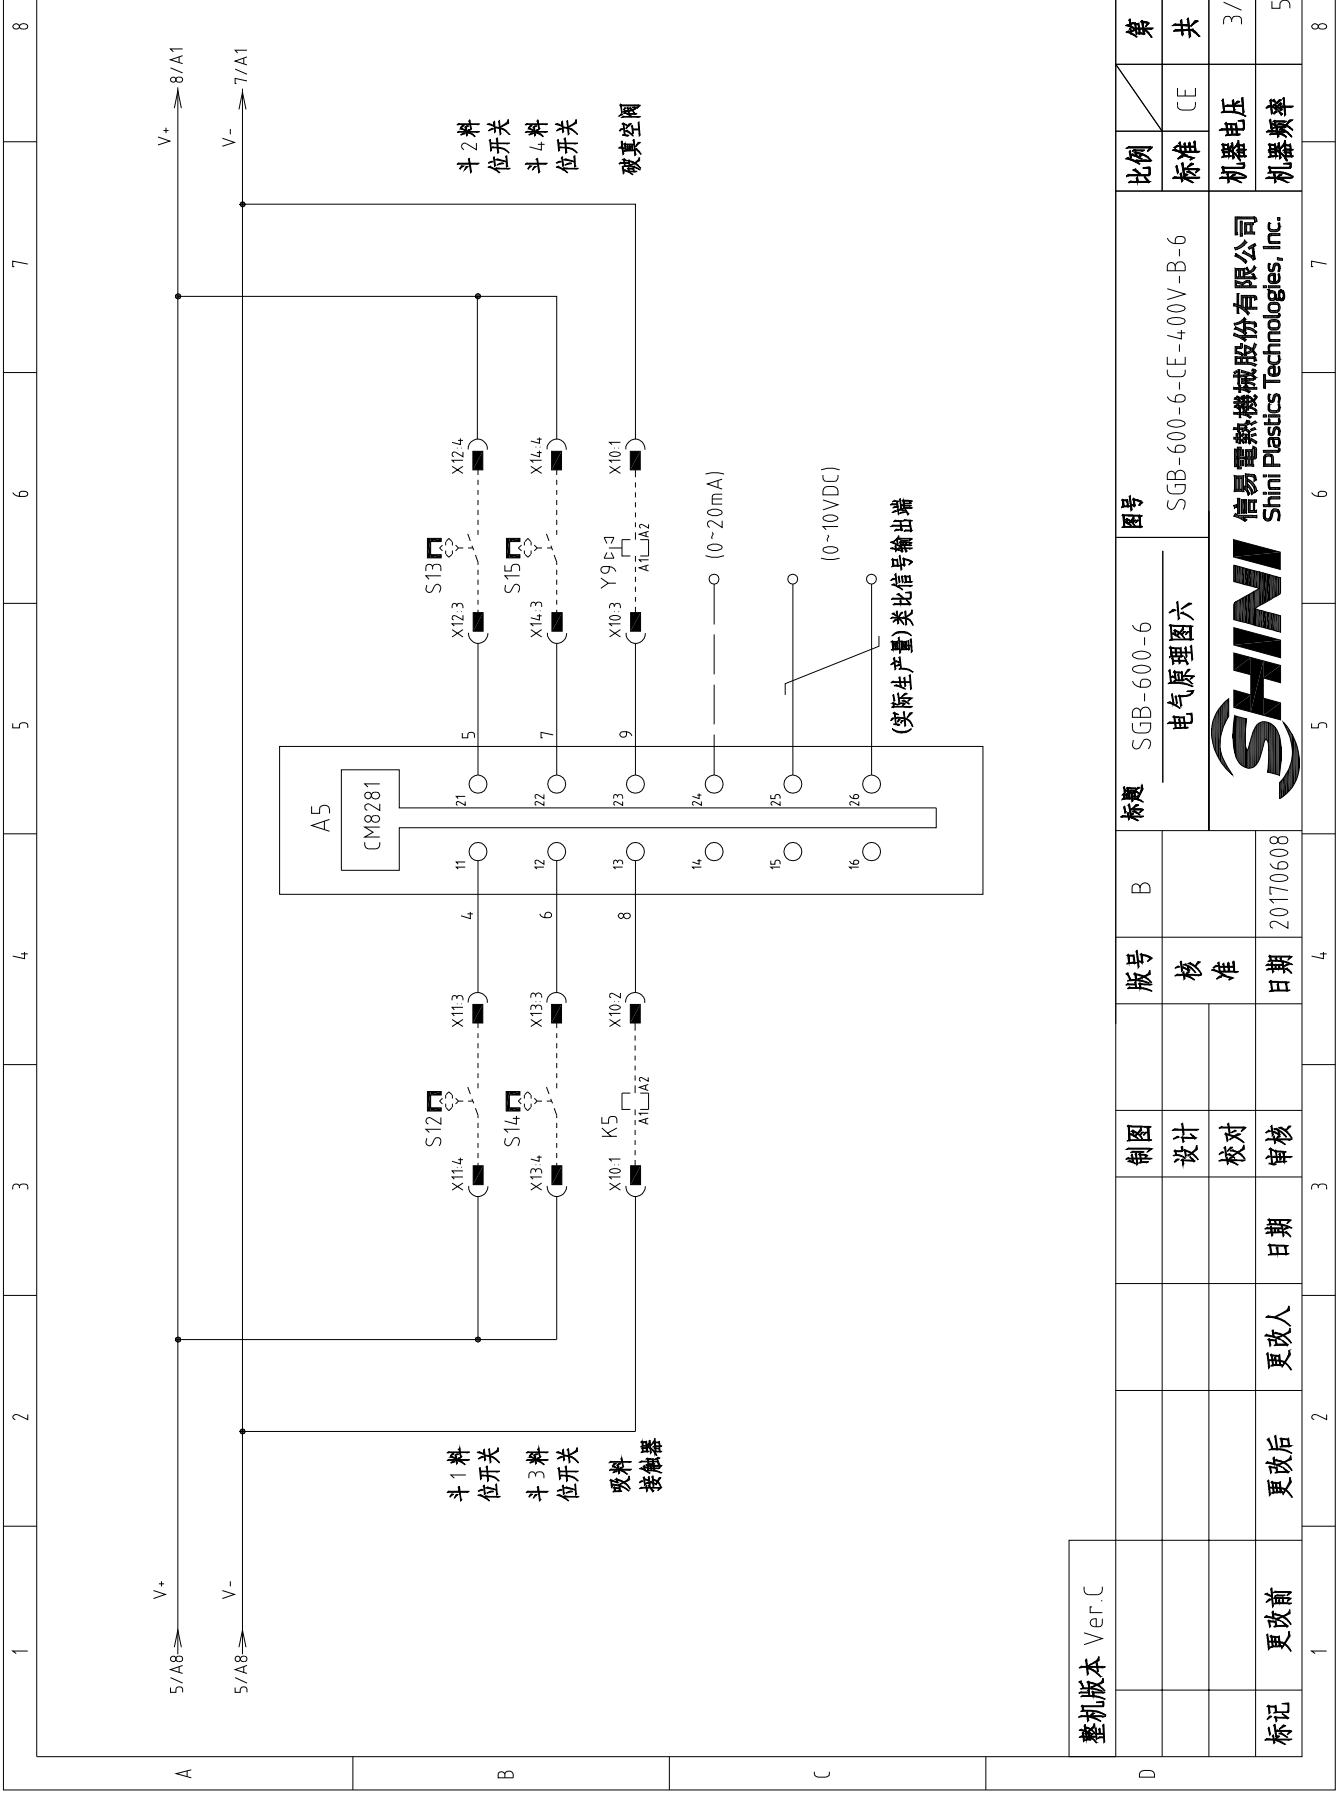 1
2
3
4
5
6
7
8
A
B
C
D
5/A8
V+
V+
8/A1
5/A8
V-
V-
7/A1
斗1料
位开关
X11:4
S12
X11:3
4
11
A5
CM8281
21
5
X12:3
S13
X12:4
斗2料
位开关
斗3料
位开关
X13:4
S14
X13:3
6
12
22
7
X14:3
S15
X14:4
斗4料
位开关
吸料
接触器
X10:1
K5
A1
A2
X10:2
8
13
23
9
X10:3
Y9
A1
A2
X10:1
破真空阀
14
24
(0~20mA)
15
25
(0~10VDC)
16
26
(实际生产量)类比信号输出端
整机版本 Ver.C
制图
版号 B
标题 SGB-600-6
电气原理图六
图号
SGB-600-6-CE-400V-B-6
比例
第
设计
核
准
标准 CE
共
校对
SHINI
信易電熱機械股份有限公司
Shini Plastics Technologies, Inc.
机器电压 3/
标记 更改前 更改后 更改人 日期 审核
日期 20170608
机器频率 5
1
2
3
4
5
6
7
8